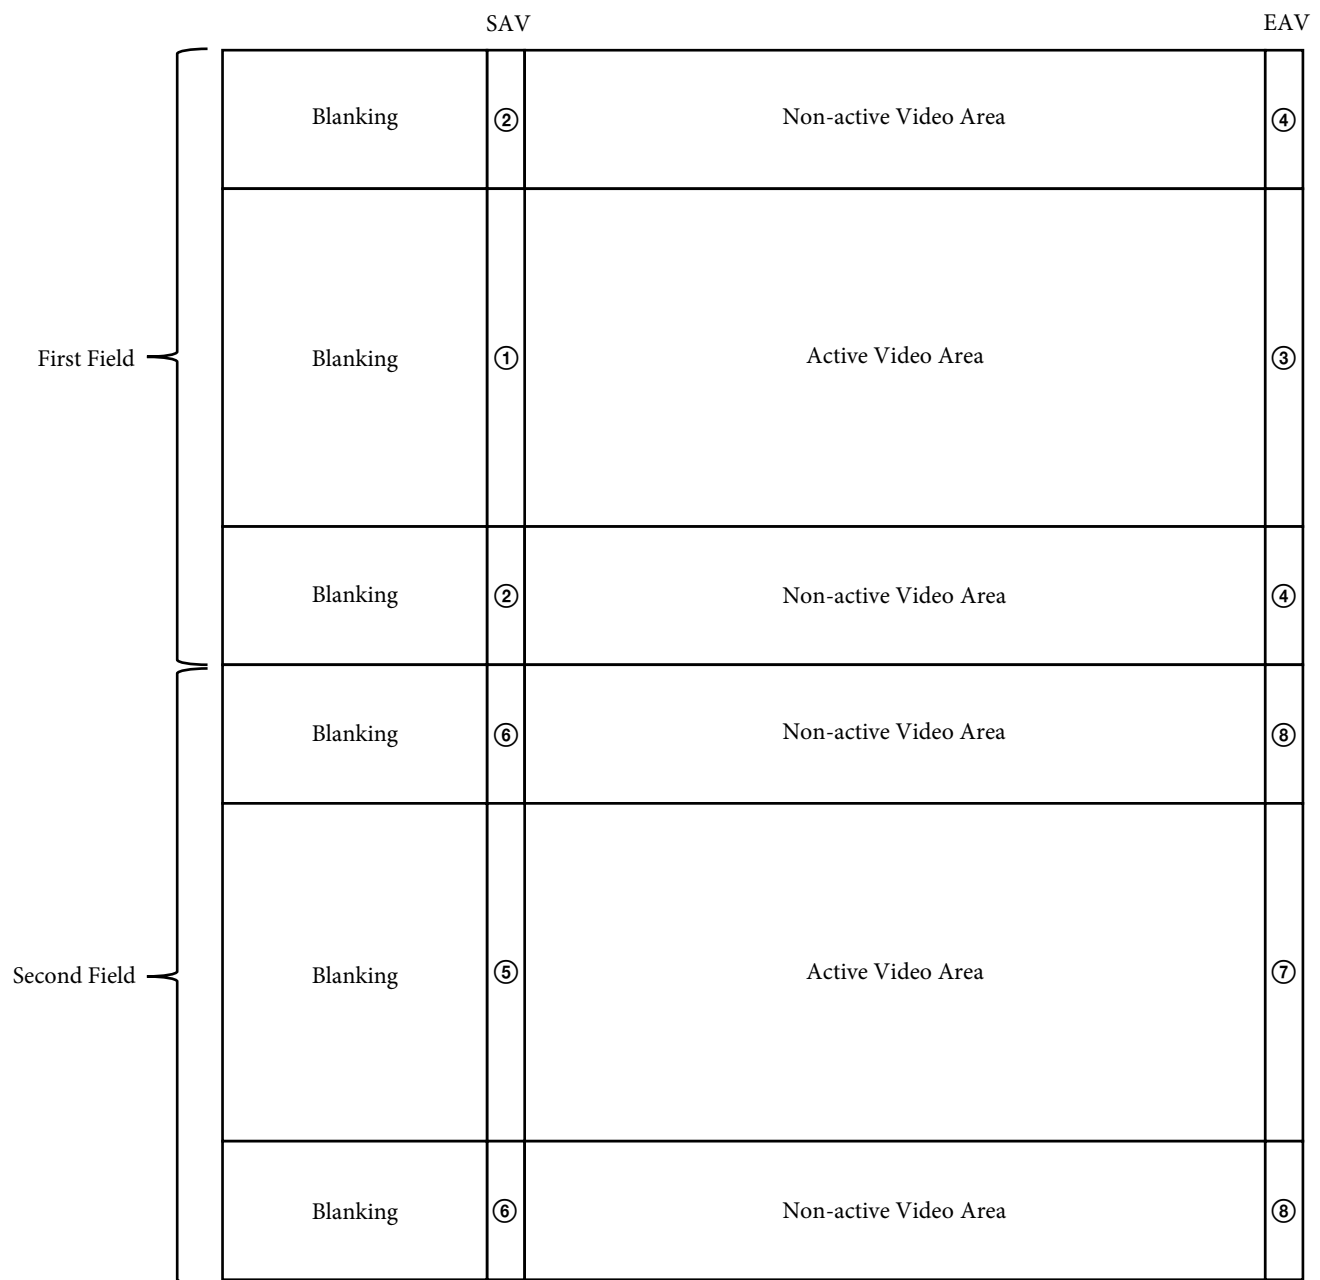 SAV EAV
Blanking ② Non-active Video Area ④
First Field Blanking ① Active Video Area ③
Blanking ② Non-active Video Area ④
Blanking ⑥ Non-active Video Area ⑧
Second Field Blanking ⑤ Active Video Area ⑦
Blanking ⑥ Non-active Video Area ⑧